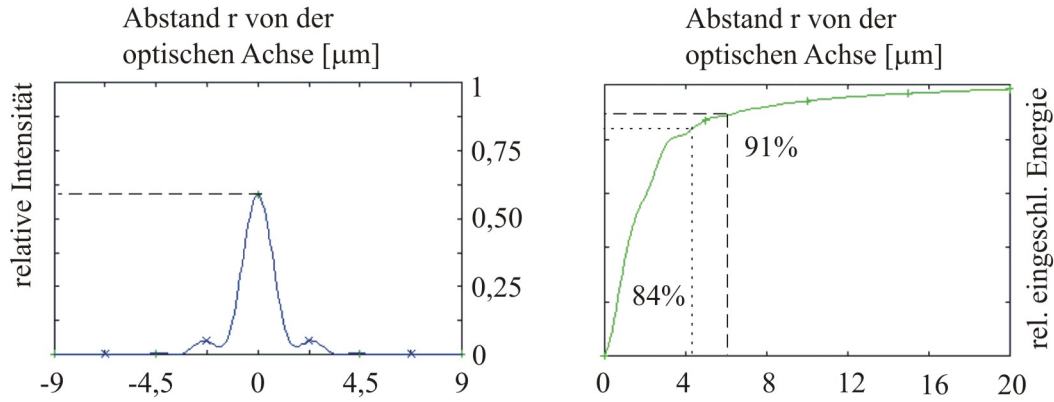 Abstand r von der
optischen Achse [µm]
relative Intensität
1
0,75
0,50
0,25
0
-9 -4,5 0 4,5 9
Abstand r von der
optischen Achse [µm]
91%
84%
rel. eingeschl. Energie
0 4 8 12 16 20